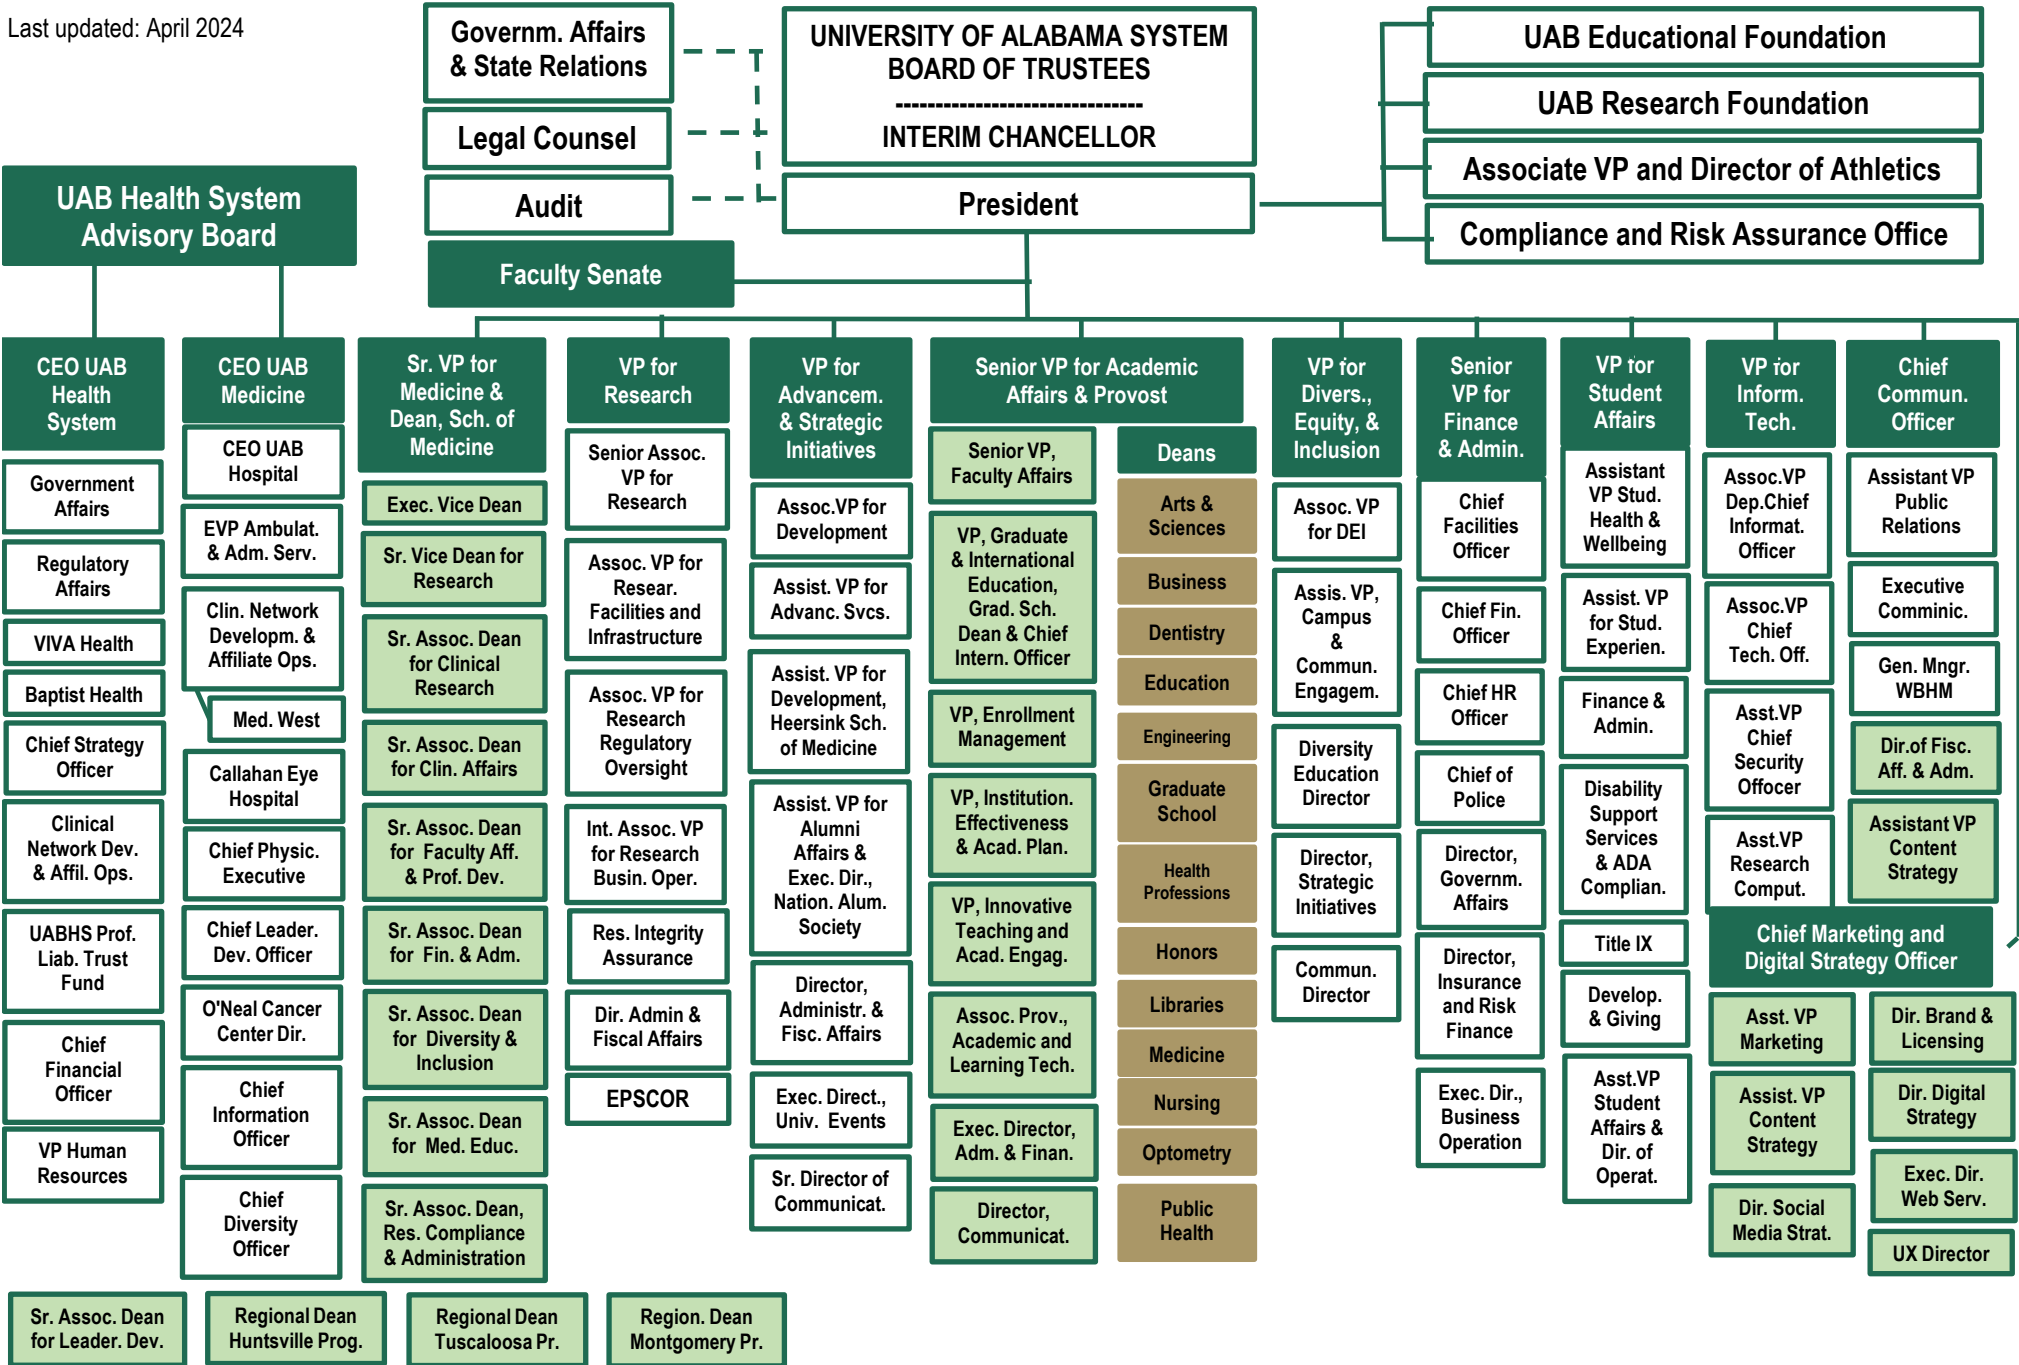 Last updated: April 2024
Governm. Affairs
& State Relations
Legal Counsel
Audit
UNIVERSITY OF ALABAMA SYSTEM
BOARD OF TRUSTEES
-------------------------------
INTERIM CHANCELLOR
President
UAB Educational Foundation
UAB Research Foundation
Associate VP and Director of Athletics
Compliance and Risk Assurance Office
UAB Health System
Advisory Board
Faculty Senate
CEO UAB
Health
System
Government
Affairs
Regulatory
Affairs
VIVA Health
Baptist Health
Chief Strategy
Officer
Clinical
Network Dev.
& Affil. Ops.
UABHS Prof.
Liab. Trust
Fund
Chief
Financial
Officer
VP Human
Resources
CEO UAB
Medicine
CEO UAB
Hospital
EVP Ambulat.
& Adm. Serv.
Clin. Network
Developm. &
Affiliate Ops.
Med. West
Callahan Eye
Hospital
Chief Physic.
Executive
Chief Leader.
Dev. Officer
O'Neal Cancer
Center Dir.
Chief
Information
Officer
Chief
Diversity
Officer
Sr. VP for
Medicine &
Dean, Sch. of
Medicine
Exec. Vice Dean
Sr. Vice Dean for
Research
Sr. Assoc. Dean
for Clinical
Research
Sr. Assoc. Dean
for Clin. Affairs
Sr. Assoc. Dean
for Faculty Aff.
& Prof. Dev.
Sr. Assoc. Dean
for Fin. & Adm.
Sr. Assoc. Dean
for Diversity &
Inclusion
Sr. Assoc. Dean
for Med. Educ.
Sr. Assoc. Dean,
Res. Compliance
& Administration
VP for
Research
Senior Assoc.
VP for
Research
Assoc. VP for
Resear.
Facilities and
Infrastructure
Assoc. VP for
Research
Regulatory
Oversight
Int. Assoc. VP
for Research
Busin. Oper.
Res. Integrity
Assurance
Dir. Admin &
Fiscal Affairs
EPSCOR
VP for
Advancem.
& Strategic
Initiatives
Assoc.VP for
Development
Assist. VP for
Advanc. Svcs.
Assist. VP for
Development,
Heersink Sch.
of Medicine
Assist. VP for
Alumni
Affairs &
Exec. Dir.,
Nation. Alum.
Society
Director,
Administr. &
Fisc. Affairs
Exec. Direct.,
Univ. Events
Sr. Director of
Communicat.
Senior VP for Academic
Affairs & Provost
Senior VP,
Faculty Affairs
VP, Graduate
& International
Education,
Grad. Sch.
Dean & Chief
Intern. Officer
VP, Enrollment
Management
VP, Institution.
Effectiveness
& Acad. Plan.
VP, Innovative
Teaching and
Acad. Engag.
Assoc. Prov.,
Academic and
Learning Tech.
Exec. Director,
Adm. & Finan.
Director,
Communicat.
Deans
Arts &
Sciences
Business
Dentistry
Education
Engineering
Graduate
School
Health
Professions
Honors
Libraries
Medicine
Nursing
Optometry
Public
Health
VP for
Divers.,
Equity, &
Inclusion
Assoc. VP
for DEI
Assis. VP,
Campus
&
Commun.
Engagem.
Diversity
Education
Director
Director,
Strategic
Initiatives
Commun.
Director
Senior
VP for
Finance
& Admin.
Chief
Facilities
Officer
Chief Fin.
Officer
Chief HR
Officer
Chief of
Police
Director,
Governm.
Affairs
Director,
Insurance
and Risk
Finance
Exec. Dir.,
Business
Operation
VP for
Student
Affairs
Assistant
VP Stud.
Health &
Wellbeing
Assist. VP
for Stud.
Experien.
Finance &
Admin.
Disability
Support
Services
& ADA
Complian.
Title IX
Develop.
& Giving
Asst.VP
Student
Affairs &
Dir. of
Operat.
VP for
Inform.
Tech.
Assoc.VP
Dep.Chief
Informat.
Officer
Assoc.VP
Chief
Tech. Off.
Asst.VP
Chief
Security
Offocer
Asst.VP
Research
Comput.
Chief
Commun.
Officer
Assistant VP
Public
Relations
Executive
Comminic.
Gen. Mngr.
WBHM
Dir.of Fisc.
Aff. & Adm.
Assistant VP
Content
Strategy
Chief Marketing and
Digital Strategy Officer
Asst. VP
Marketing
Assist. VP
Content
Strategy
Dir. Social
Media Strat.
Dir. Brand &
Licensing
Dir. Digital
Strategy
Exec. Dir.
Web Serv.
UX Director
Sr. Assoc. Dean
for Leader. Dev.
Regional Dean
Huntsville Prog.
Regional Dean
Tuscaloosa Pr.
Region. Dean
Montgomery Pr.